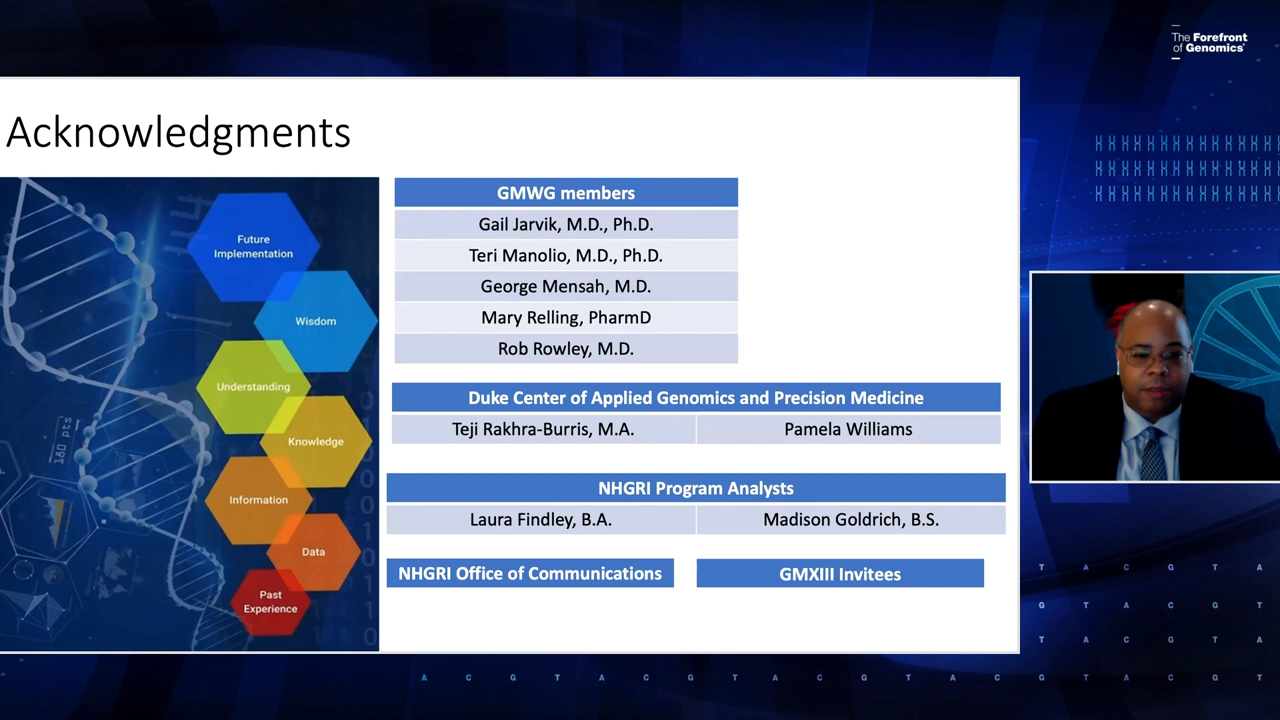 The Forefront
of Genomics
Acknowledgments
Future
Implementation
Wisdom
Understanding
Knowledge
Information
Data
Past
Experience
180 pts
GMWG members
Gail Jarvik, M.D., Ph.D.
Teri Manolio, M.D., Ph.D.
George Mensah, M.D.
Mary Relling, PharmD
Rob Rowley, M.D.
Duke Center of Applied Genomics and Precision Medicine
Teji Rakhra-Burris, M.A. Pamela Williams
NHGRI Program Analysts
Laura Findley, B.A. Madison Goldrich, B.S.
NHGRI Office of Communications GMXIII Invitees
T A C G T A
G T A C G T
T A C G T A
A C G T A C G T A C G T A C G T A C G T